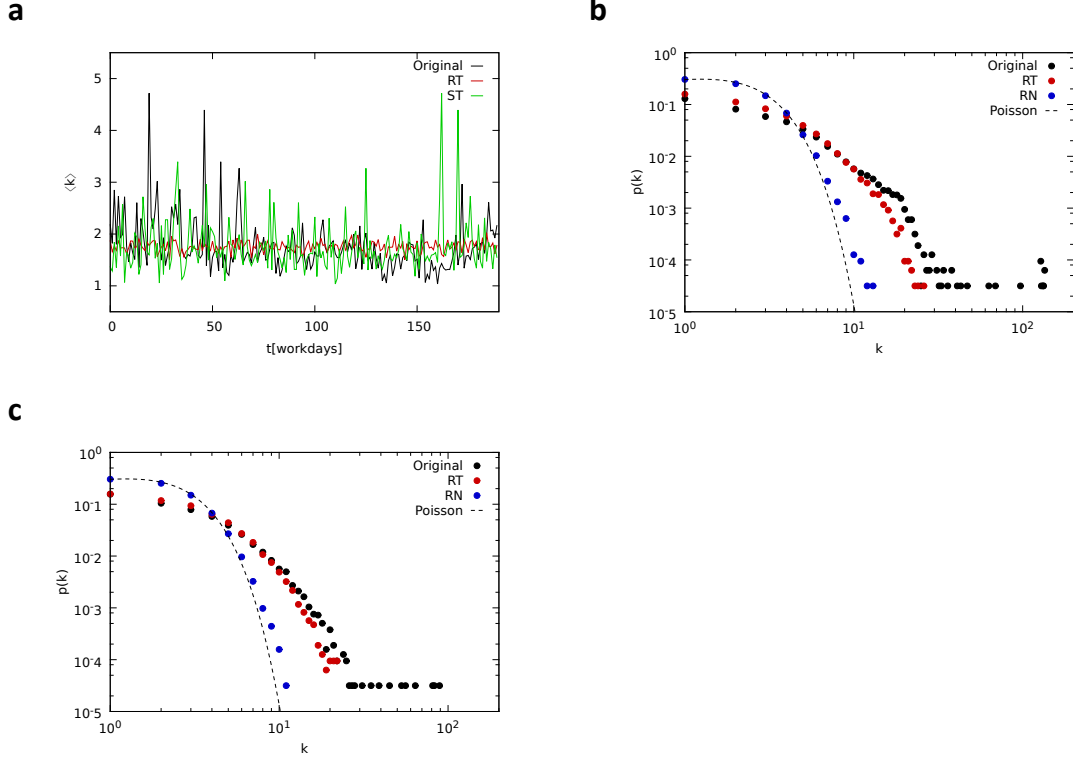 a
Original
RT
ST
5
4
3
2
1
⟨k⟩
0
50
100
150
t[workdays]
b
Original
RT
RN
Poisson
10^0
10^-1
10^-2
10^-3
10^-4
10^-5
p(k)
10^0
10^1
10^2
k
c
Original
RT
RN
Poisson
10^0
10^-1
10^-2
10^-3
10^-4
10^-5
p(k)
10^0
10^1
10^2
k